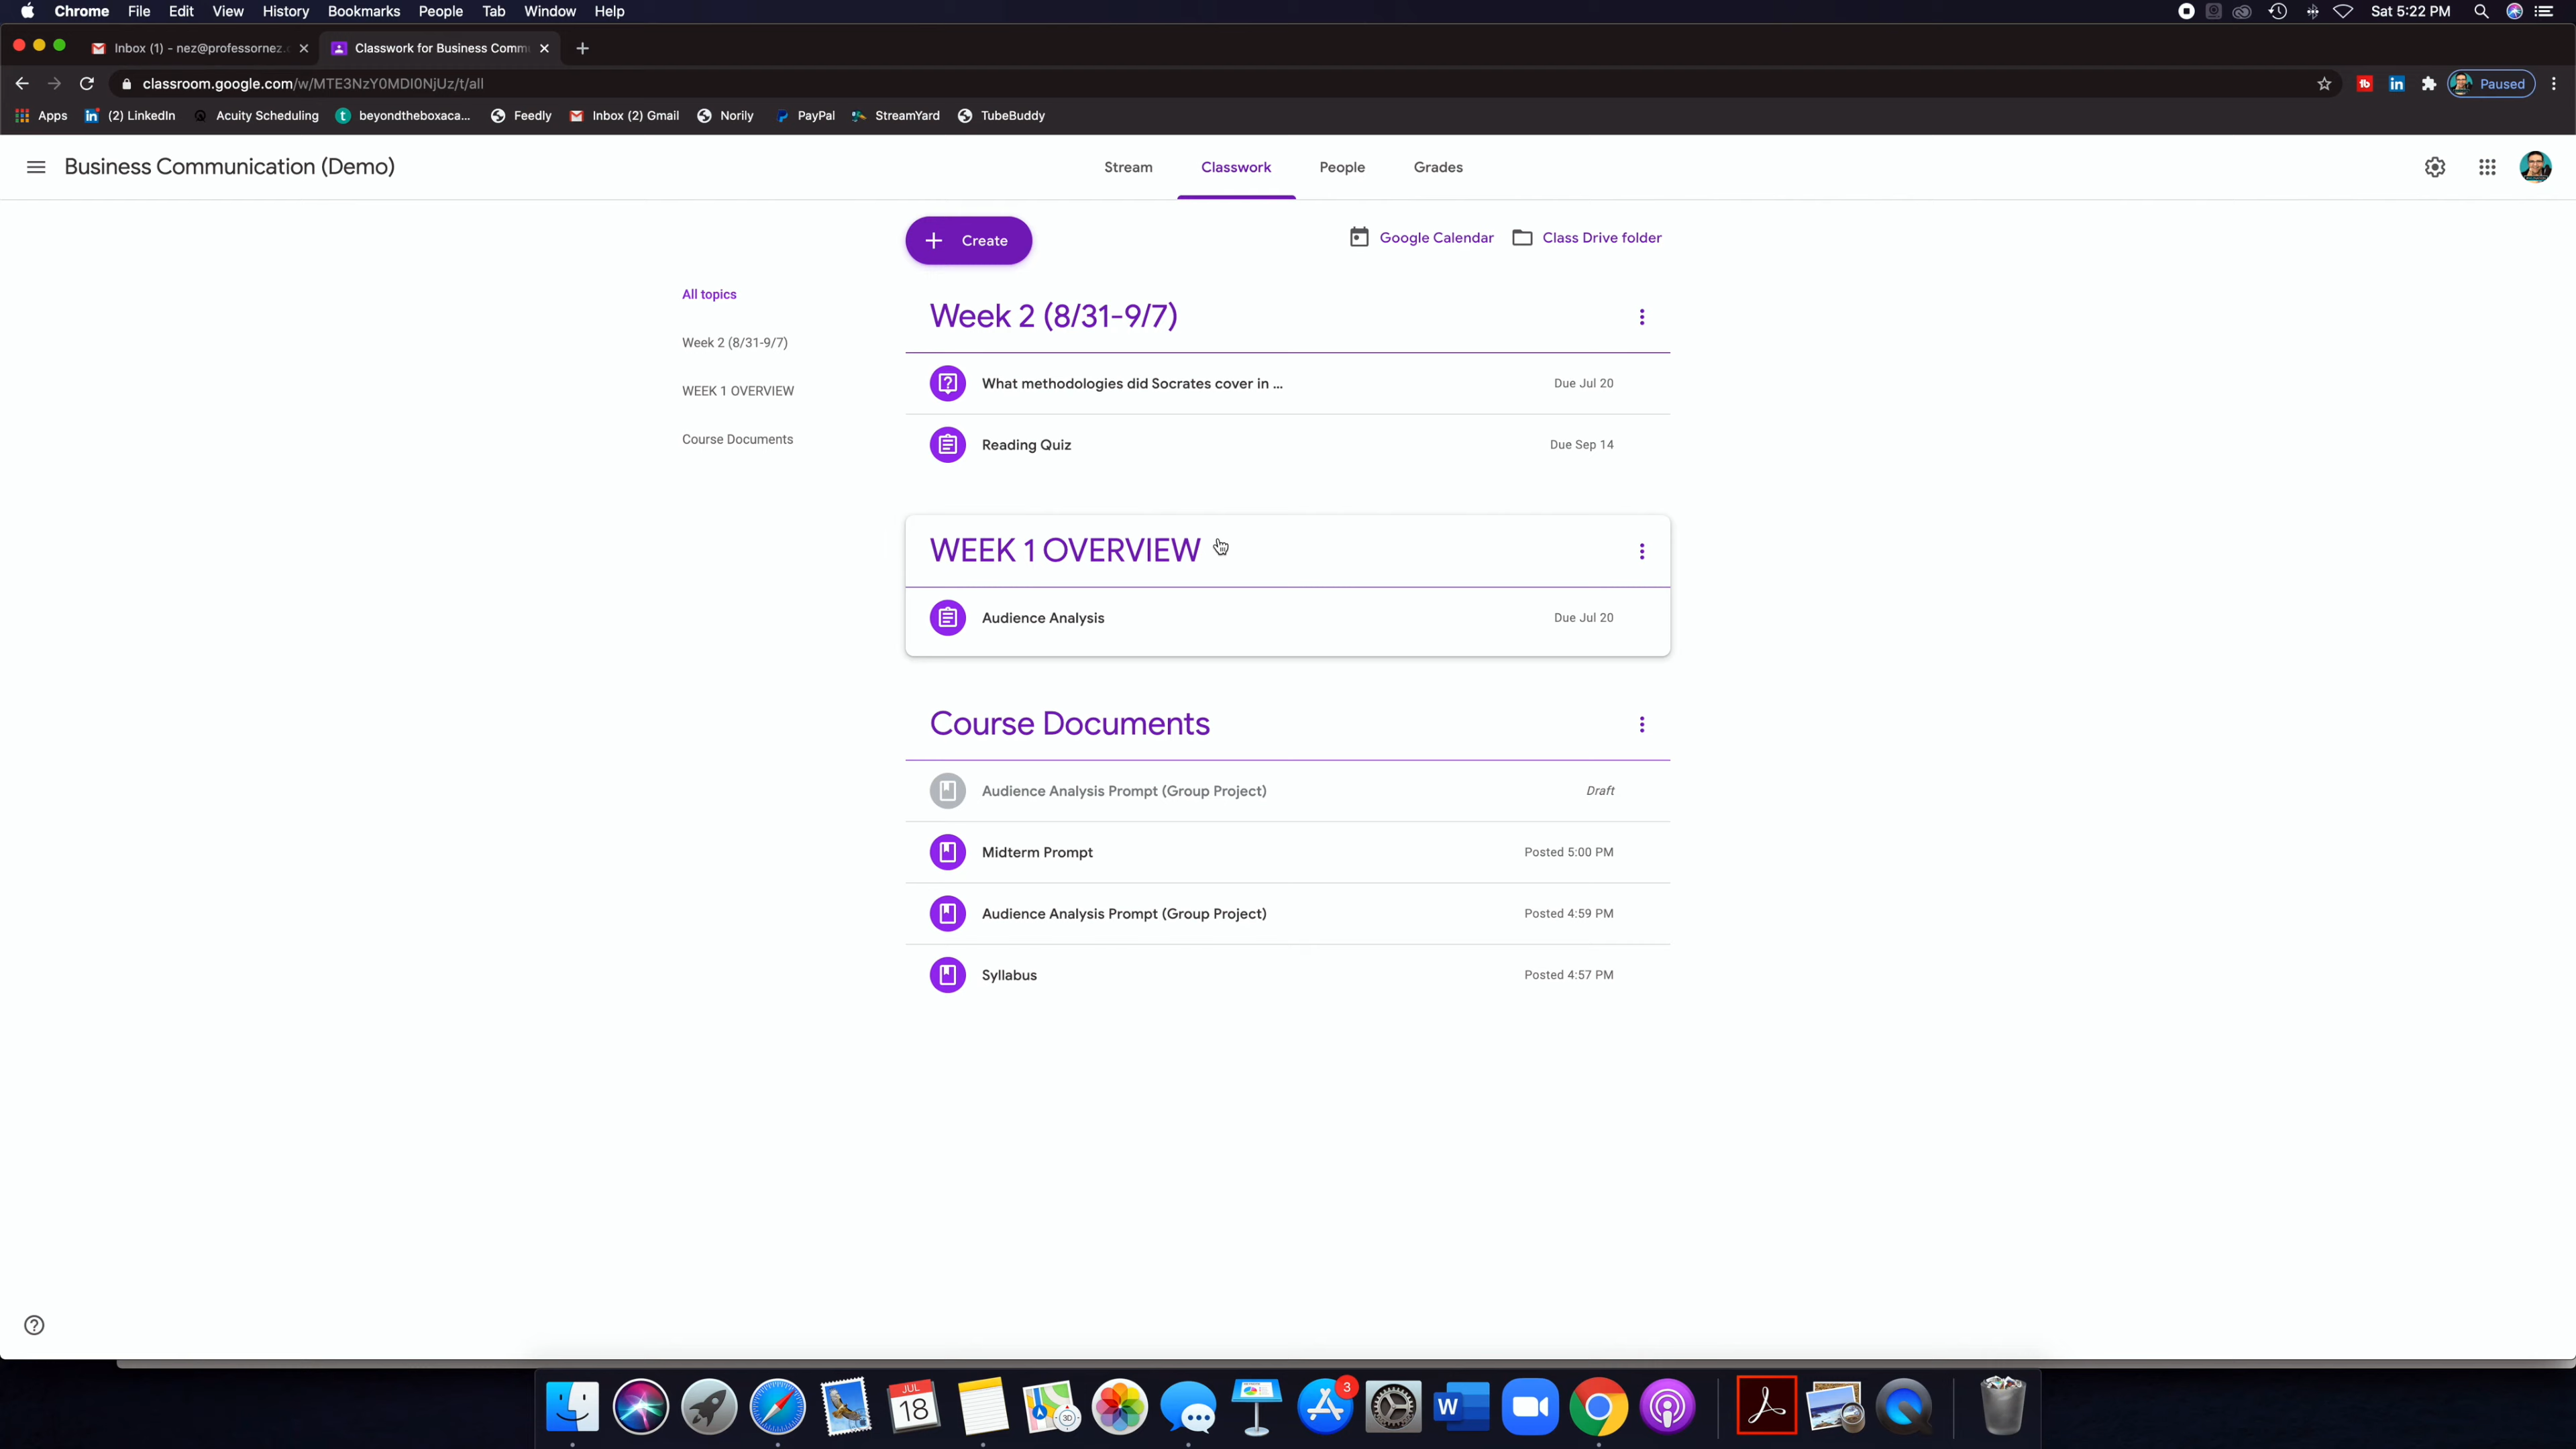 Chrome File Edit View History Bookmarks People Tab Window Help Sat 5:22 PM
Inbox (1) - nez@professornez. Classwork for Business Comm
classroom.google.com/w/MTE3NzY0MDI0NjUz/t/all Paused
Apps (2) LinkedIn Acuity Scheduling beyondtheboxaca... Feedly Inbox (2) Gmail Norily PayPal StreamYard TubeBuddy
Business Communication (Demo) Stream Classwork People Grades
Create Google Calendar Class Drive folder
All topics
Week 2 (8/31-9/7)
WEEK 1 OVERVIEW
Course Documents
Week 2 (8/31-9/7)
What methodologies did Socrates cover in ... Due Jul 20
Reading Quiz Due Sep 14
WEEK 1 OVERVIEW
Audience Analysis Due Jul 20
Course Documents
Audience Analysis Prompt (Group Project) Draft
Midterm Prompt Posted 5:00 PM
Audience Analysis Prompt (Group Project) Posted 4:59 PM
Syllabus Posted 4:57 PM
JUL
18
3D
3
W